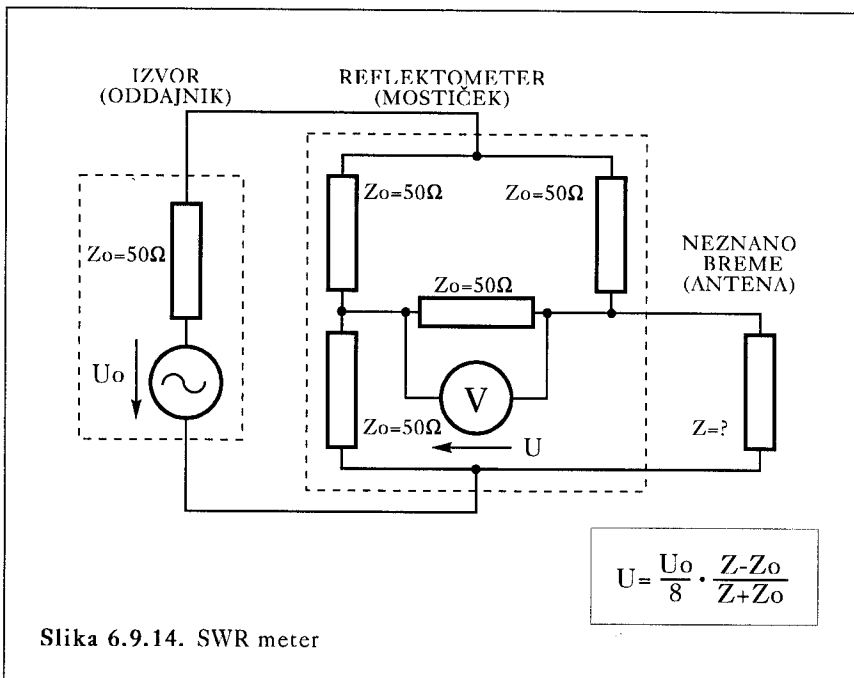 IZVOR
(ODDAJNIK)
REFLEKTOMETER
(MOSTIČEK)
Zo=50Ω
Zo=50Ω
Zo=50Ω
Zo=50Ω
NEZNANO
BREME
(ANTENA)
Uo
V
Zo=50Ω
U
Z=?
U= Uo/8 · Z-Zo/Z+Zo
Slika 6.9.14. SWR meter